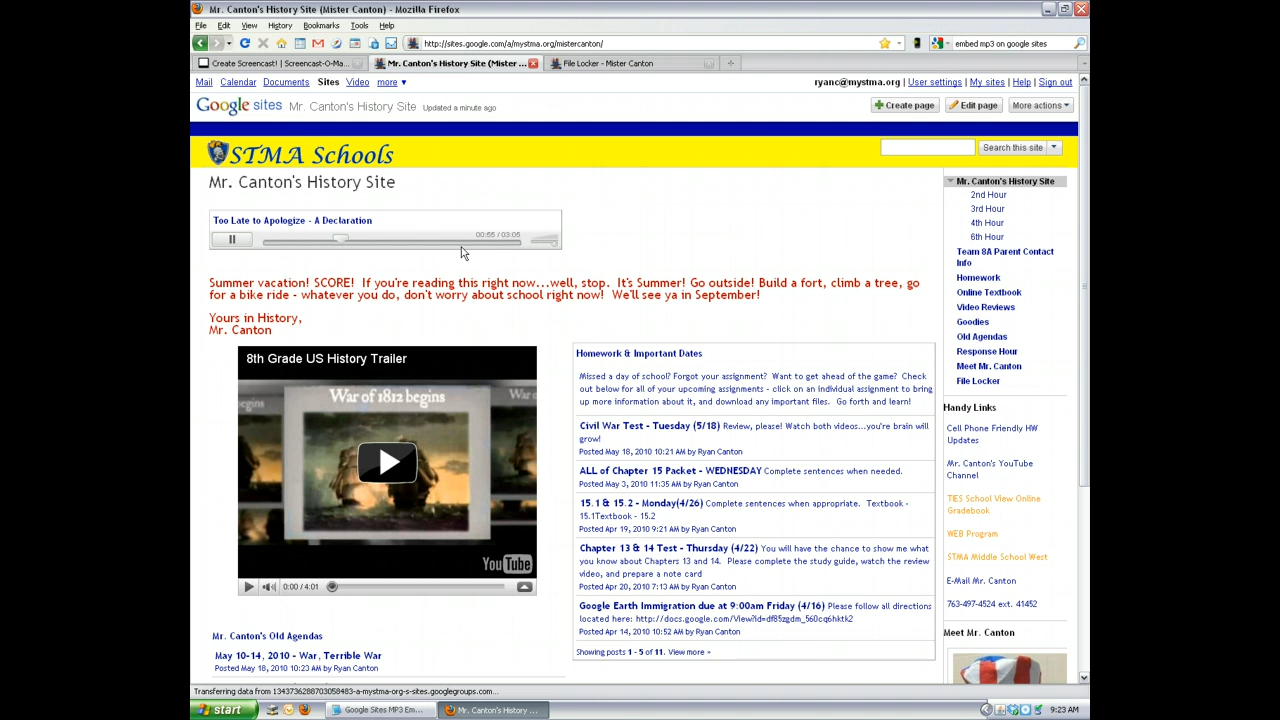 Mr. Canton's History Site (Mister Canton) - Mozilla Firefox
File Edit View History Bookmarks Tools Help
http://sites.google.com/a/mystma.org/mistercanton/
embed mp3 on google sites
Create Screencast! | Screencast-O-Ma...
Mr. Canton's History Site (Mister ...
File Locker - Mister Canton
Mail Calendar Documents Sites Video more ▾
ryanc@mystma.org | User settings | My sites | Help | Sign out
Google sites Mr. Canton's History Site Updated a minute ago
Create page Edit page More actions
STMA Schools
Search this site
Mr. Canton's History Site
Too Late to Apologize - A Declaration
00:55 / 03:05
Summer vacation! SCORE! If you're reading this right now...well, stop. It's Summer! Go outside! Build a fort, climb a tree, go
for a bike ride - whatever you do, don't worry about school right now! We'll see ya in September!
Yours in History,
Mr. Canton
8th Grade US History Trailer
War of 1812 begins
egins
War
YouTube
0:00 / 4:01
Mr. Canton's Old Agendas
May 10-14, 2010 - War, Terrible War
Posted May 18, 2010 10:23 AM by Ryan Canton
Homework & Important Dates
Missed a day of school? Forgot your assignment? Want to get ahead of the game? Check
out below for all of your upcoming assignments - click on an individual assignment to bring
up more information about it, and download any important files. Go forth and learn!
Civil War Test - Tuesday (5/18) Review, please! Watch both videos...you're brain will
grow!
Posted May 18, 2010 10:21 AM by Ryan Canton
ALL of Chapter 15 Packet - WEDNESDAY Complete sentences when needed.
Posted May 3, 2010 11:35 AM by Ryan Canton
15.1 & 15.2 - Monday(4/26) Complete sentences when appropriate. Textbook -
15.1Textbook - 15.2
Posted Apr 19, 2010 9:21 AM by Ryan Canton
Chapter 13 & 14 Test - Thursday (4/22) You will have the chance to show me what
you know about Chapters 13 and 14. Please complete the study guide, watch the review
video, and prepare a note card
Posted Apr 20, 2010 7:13 AM by Ryan Canton
Google Earth Immigration due at 9:00am Friday (4/16) Please follow all directions
located here: http://docs.google.com/View?id=df85zgdm_560cq6hktk2
Posted Apr 14, 2010 10:52 AM by Ryan Canton
Showing posts 1 - 5 of 11. View more »
Mr. Canton's History Site
2nd Hour
3rd Hour
4th Hour
6th Hour
Team 8A Parent Contact
Info
Homework
Online Textbook
Video Reviews
Goodies
Old Agendas
Response Hour
Meet Mr. Canton
File Locker
Handy Links
Cell Phone Friendly HW
Updates
Mr. Canton's YouTube
Channel
TIES School View Online
Gradebook
WEB Program
STMA Middle School West
E-Mail Mr. Canton
763-497-4524 ext. 41452
Meet Mr. Canton
Transferring data from 1343736288703058483-a-mystma-org-s-sites.googlegroups.com...
start
Google Sites MP3 Em...
Mr. Canton's History ...
9:23 AM